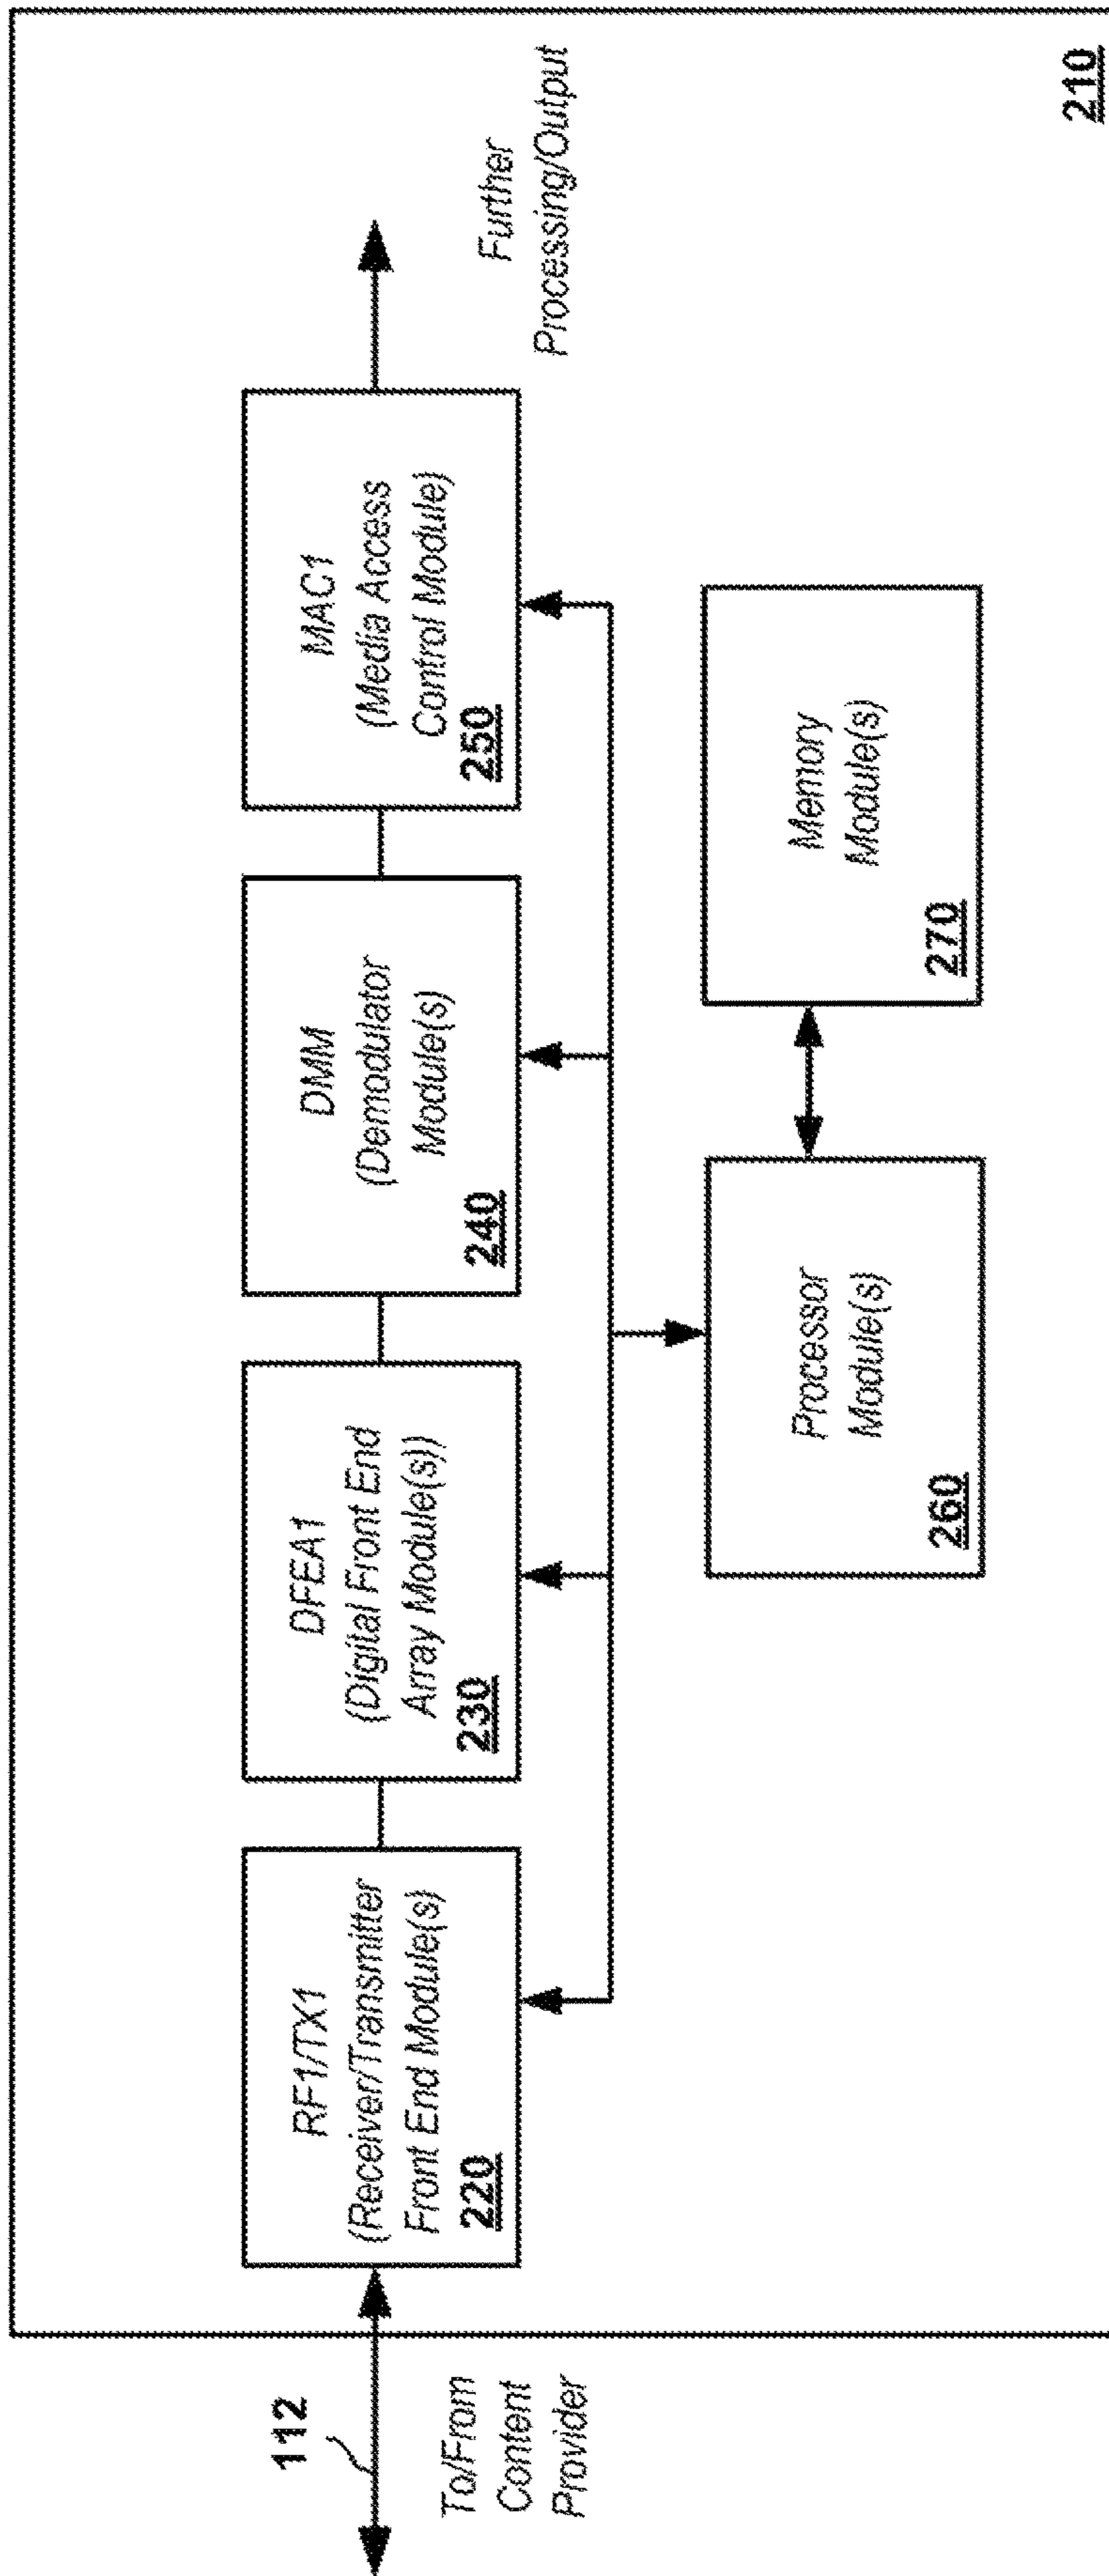 112
To/From
Content
Provider
RF1/TX1
(Receiver/Transmitter
Front End Module(s)
220
DFEA1
(Digital Front End
Array Module(s))
230
DMM
(Demodulator
Module(s)
240
MAC1
(Media Access
Control Module)
250
Further
Processing/Output
Processor
Module(s)
260
Memory
Module(s)
270
210